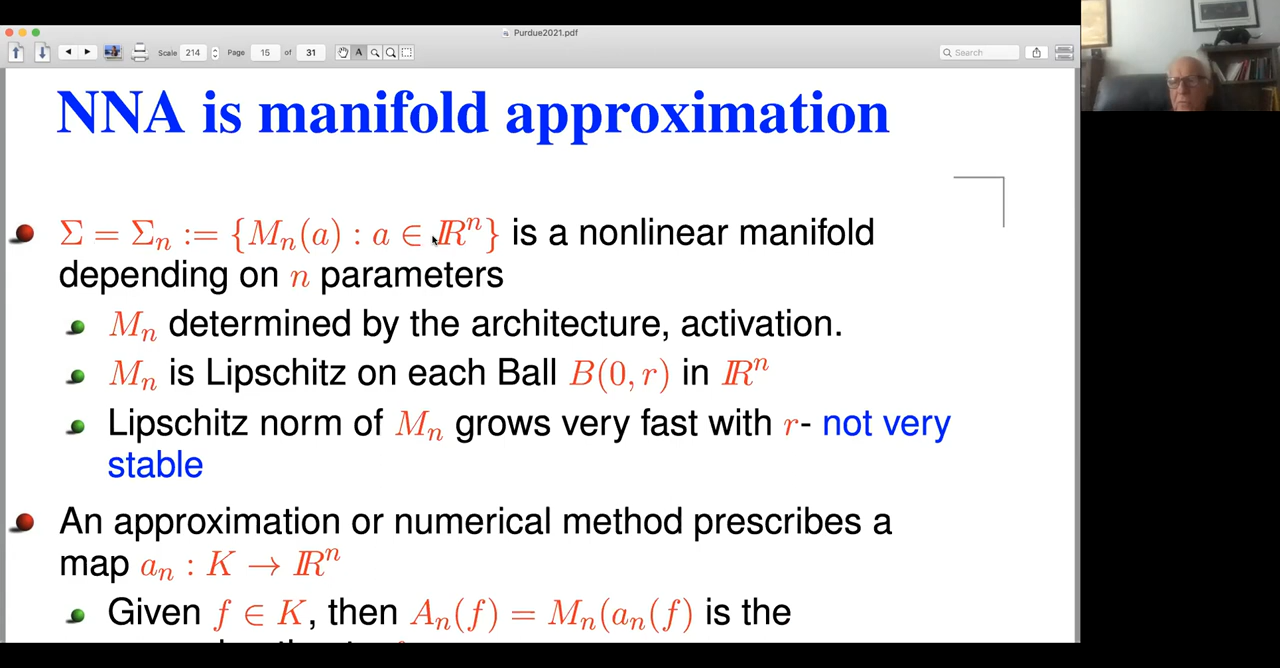 Purdue2021.pdf
Scale 214 Page 15 of 31 Search
NNA is manifold approximation
Σ = Σₙ := {Mₙ(a) : a ∈ ℝⁿ} is a nonlinear manifold
depending on n parameters
Mₙ determined by the architecture, activation.
Mₙ is Lipschitz on each Ball B(0, r) in ℝⁿ
Lipschitz norm of Mₙ grows very fast with r- not very
stable
An approximation or numerical method prescribes a
map aₙ : K → ℝⁿ
Given f ∈ K, then Aₙ(f) = Mₙ(aₙ(f) is the